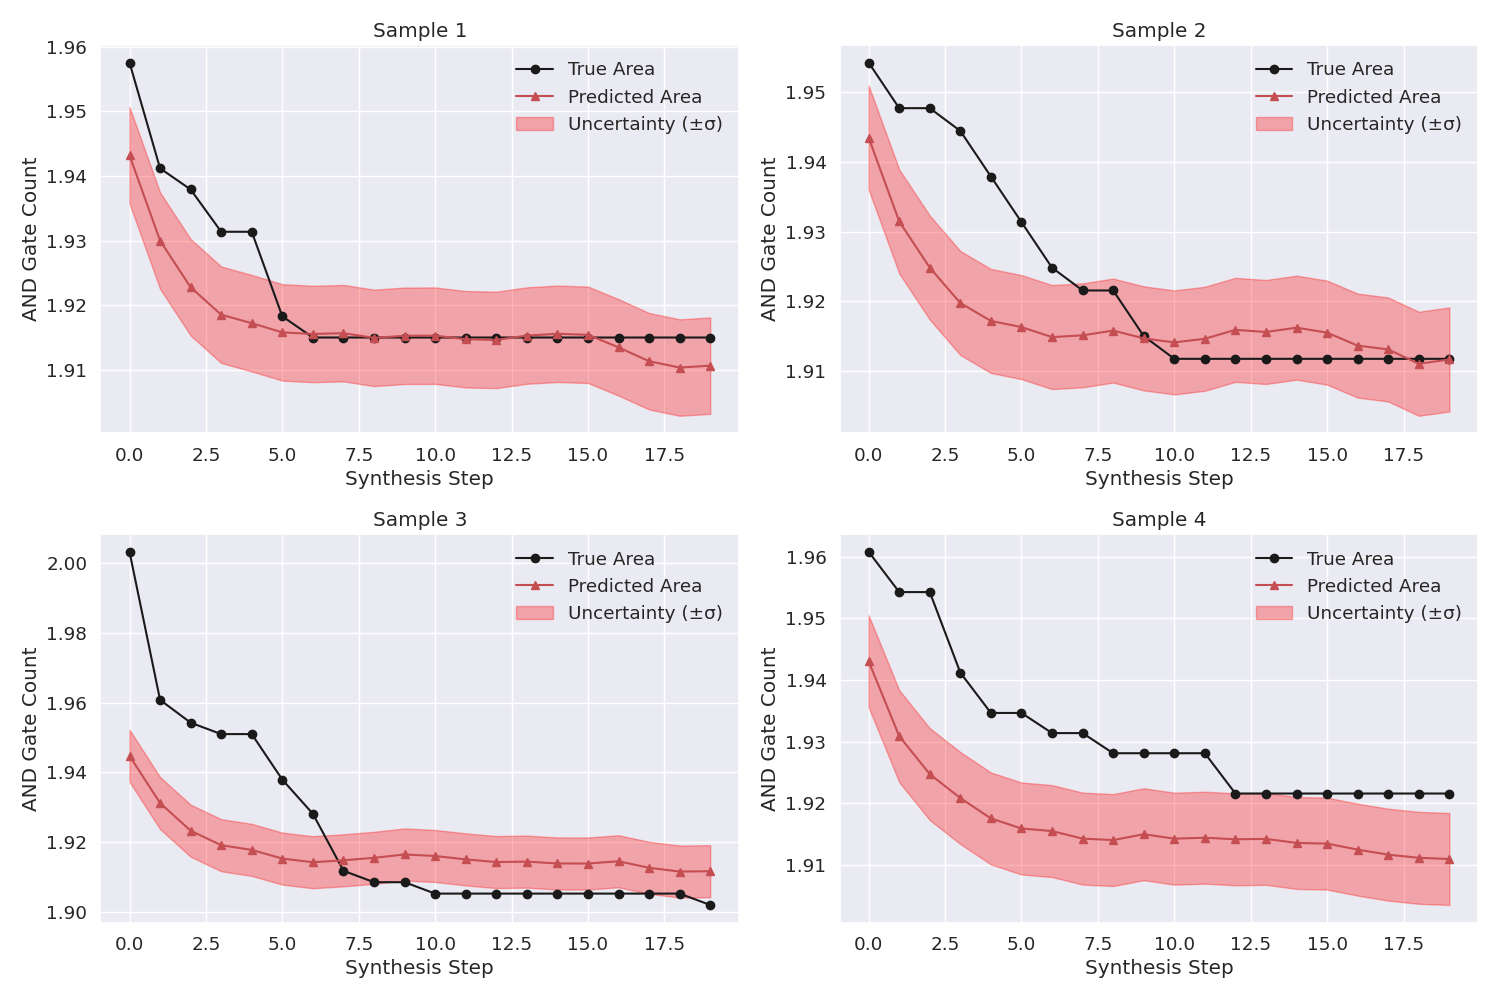 Sample 1
1.96
1.95
1.94
1.93
1.92
1.91
AND Gate Count
True Area
Predicted Area
Uncertainty (±σ)
0.0 2.5 5.0 7.5 10.0 12.5 15.0 17.5
Synthesis Step
Sample 2
1.95
1.94
1.93
1.92
1.91
AND Gate Count
True Area
Predicted Area
Uncertainty (±σ)
0.0 2.5 5.0 7.5 10.0 12.5 15.0 17.5
Synthesis Step
Sample 3
2.00
1.98
1.96
1.94
1.92
1.90
AND Gate Count
True Area
Predicted Area
Uncertainty (±σ)
0.0 2.5 5.0 7.5 10.0 12.5 15.0 17.5
Synthesis Step
Sample 4
1.96
1.95
1.94
1.93
1.92
1.91
AND Gate Count
True Area
Predicted Area
Uncertainty (±σ)
0.0 2.5 5.0 7.5 10.0 12.5 15.0 17.5
Synthesis Step